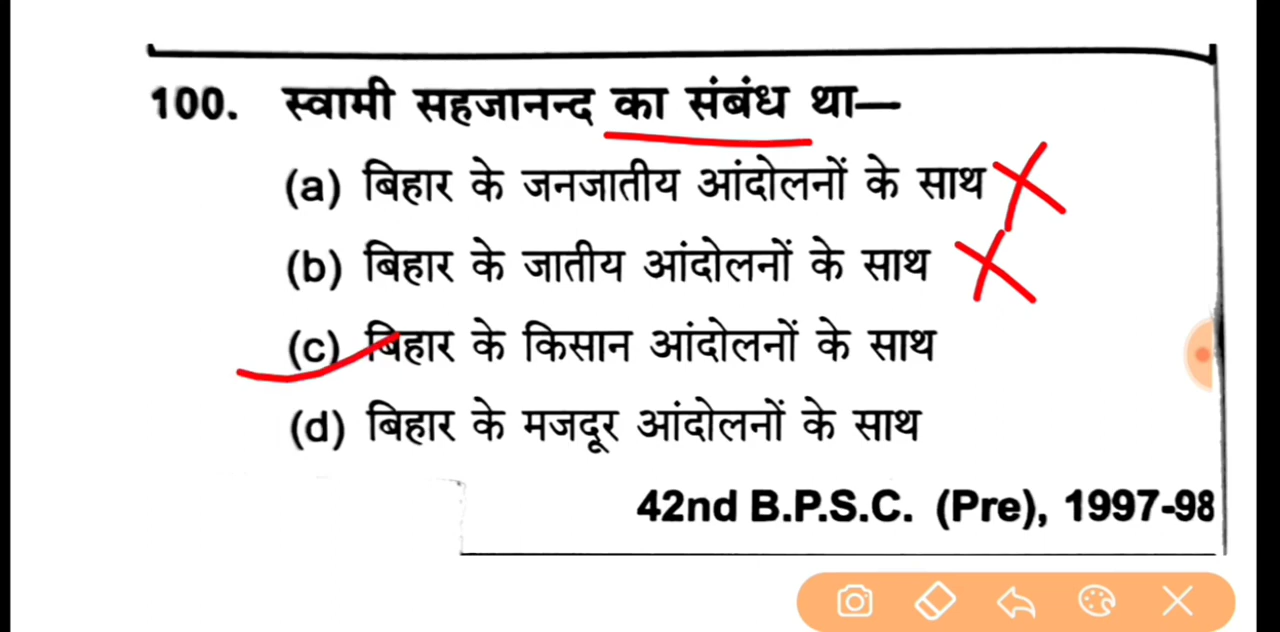 100. स्वामी सहजानन्द का संबंध था—
(a) बिहार के जनजातीय आंदोलनों के साथ
(b) बिहार के जातीय आंदोलनों के साथ
(c) बिहार के किसान आंदोलनों के साथ
(d) बिहार के मजदूर आंदोलनों के साथ
42nd B.P.S.C. (Pre), 1997-98